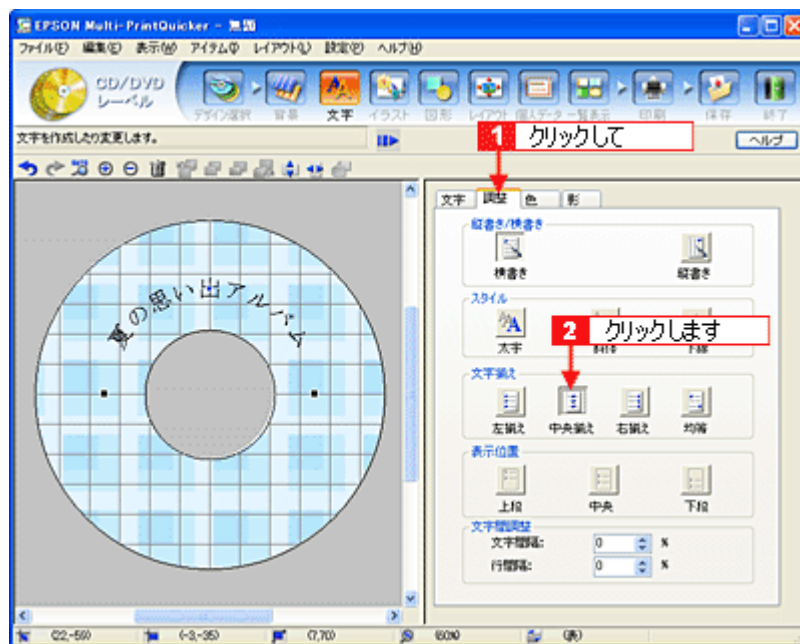 EPSON Multi-PrintQuicker - 無題
ファイル(F) 編集(E) 表示(W) アイテム(I) レイアウト(L) 設定(P) ヘルプ(H)
CD/DVD
レーベル
デザイン選択 背景 文字 イラスト 図形 レイアウト 個人データ 一覧表示 印刷 保存 終了
文字を作成したり変更します。
1 クリックして
ヘルプ
文字 調整 色 影
縦書き/横書き
横書き 縦書き
スタイル
2 クリックします
太字
文字揃え
左揃え 中央揃え 右揃え 均等
表示位置
上段 中央 下段
文字間調整
文字間隔: 0 %
行間隔: 0 %
夏の思い出アルバム
(22,-59) (-3,-35) (7,70) (60%) (表)